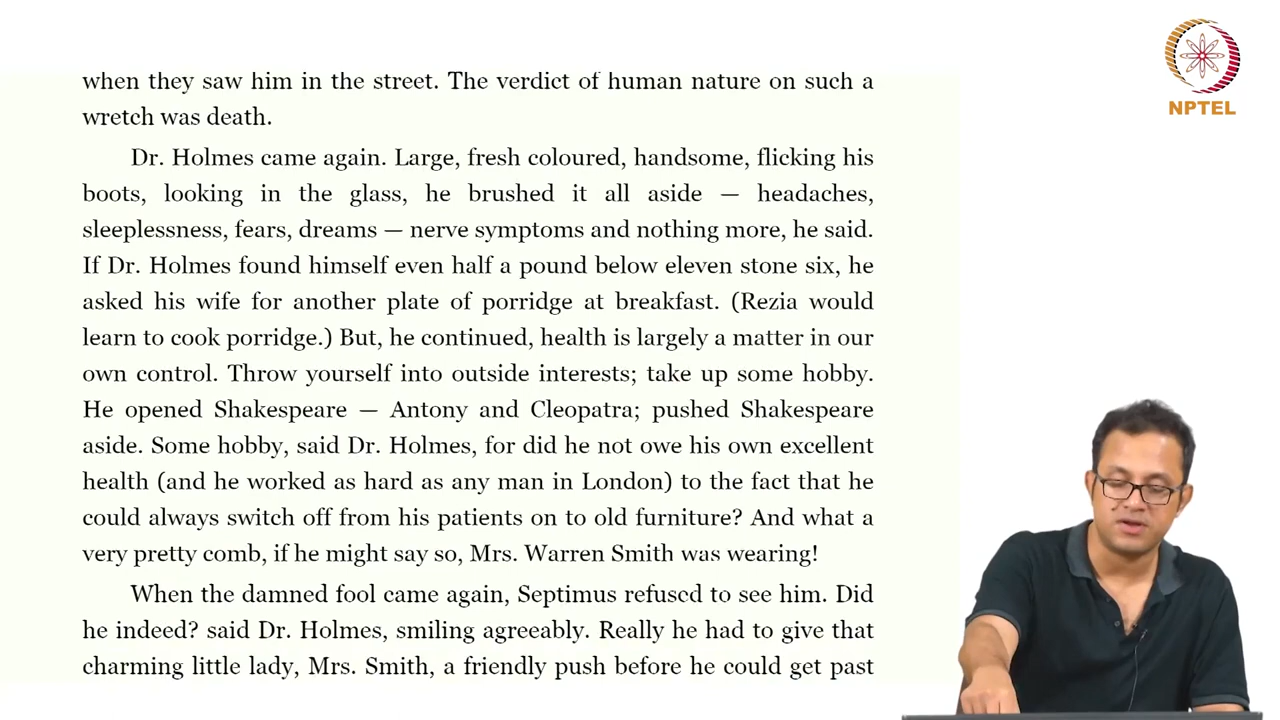 when they saw him in the street. The verdict of human nature on such a
wretch was death.
Dr. Holmes came again. Large, fresh coloured, handsome, flicking his
boots, looking in the glass, he brushed it all aside — headaches,
sleeplessness, fears, dreams — nerve symptoms and nothing more, he said.
If Dr. Holmes found himself even half a pound below eleven stone six, he
asked his wife for another plate of porridge at breakfast. (Rezia would
learn to cook porridge.) But, he continued, health is largely a matter in our
own control. Throw yourself into outside interests; take up some hobby.
He opened Shakespeare — Antony and Cleopatra; pushed Shakespeare
aside. Some hobby, said Dr. Holmes, for did he not owe his own excellent
health (and he worked as hard as any man in London) to the fact that he
could always switch off from his patients on to old furniture? And what a
very pretty comb, if he might say so, Mrs. Warren Smith was wearing!
When the damned fool came again, Septimus refused to see him. Did
he indeed? said Dr. Holmes, smiling agreeably. Really he had to give that
charming little lady, Mrs. Smith, a friendly push before he could get past
NPTEL